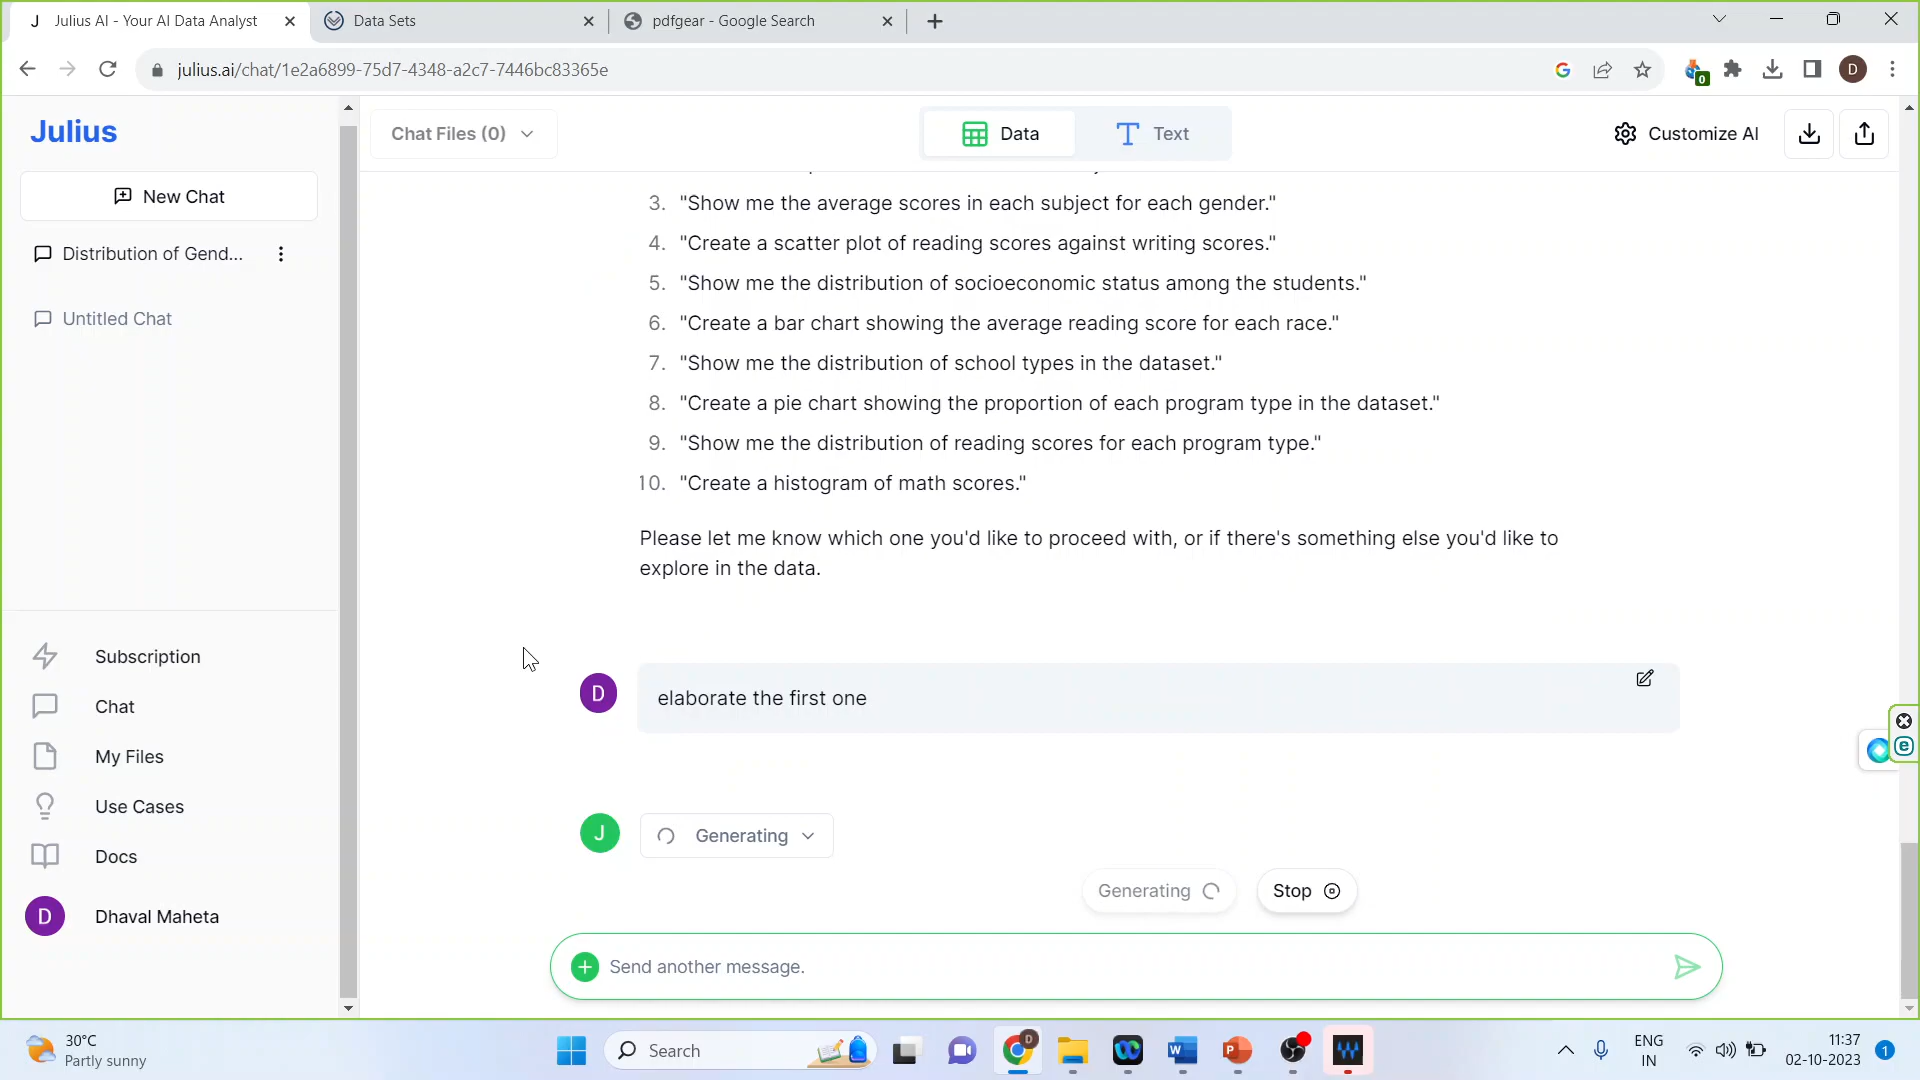 Julius AI - Your AI Data Analyst
Data Sets
pdfgear - Google Search
julius.ai/chat/1e2a6899-75d7-4348-a2c7-7446bc83365e
0
D
Julius
Chat Files (0)
Data
Text
Customize AI
New Chat
Distribution of Gend...
Untitled Chat
3. "Show me the average scores in each subject for each gender."
4. "Create a scatter plot of reading scores against writing scores."
5. "Show me the distribution of socioeconomic status among the students."
6. "Create a bar chart showing the average reading score for each race."
7. "Show me the distribution of school types in the dataset."
8. "Create a pie chart showing the proportion of each program type in the dataset."
9. "Show me the distribution of reading scores for each program type."
10. "Create a histogram of math scores."
Please let me know which one you'd like to proceed with, or if there's something else you'd like to
explore in the data.
D
elaborate the first one
J
Generating
Generating
Stop
Send another message.
Subscription
Chat
My Files
Use Cases
Docs
D
Dhaval Maheta
30°C
Partly sunny
Search
ENG
IN
11:37
02-10-2023
1